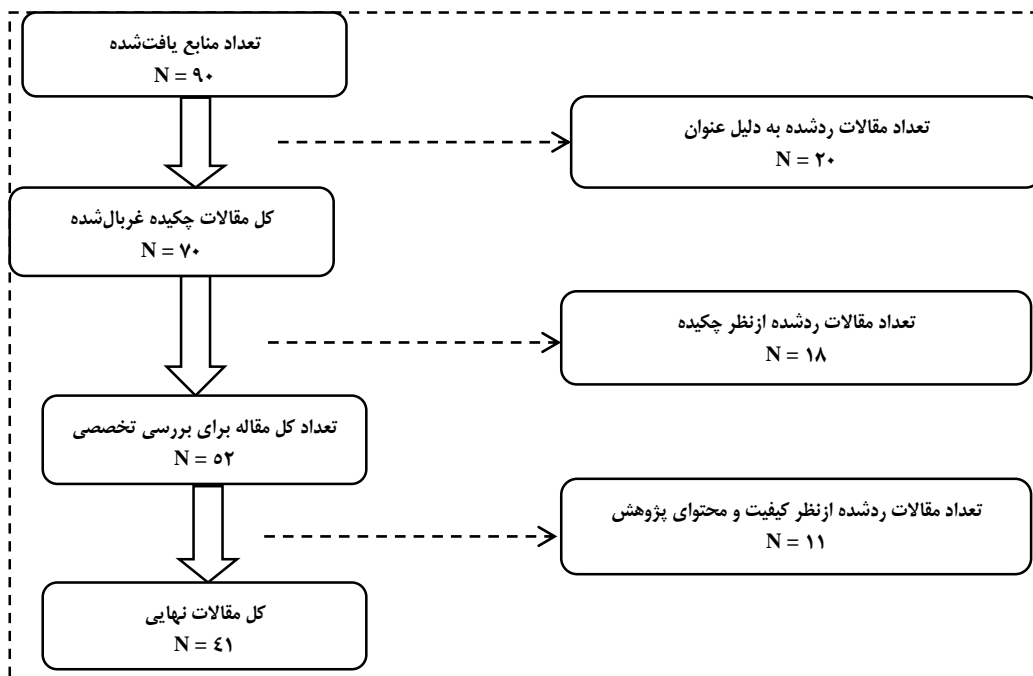 تعداد منابع یافت‌شده
N = ۹۰
تعداد مقالات ردشده به دلیل عنوان
N = ۲۰
کل مقالات چکیده غربال‌شده
N = ۷۰
تعداد مقالات ردشده ازنظر چکیده
N = ۱۸
تعداد کل مقاله برای بررسی تخصصی
N = ۵۲
تعداد مقالات ردشده ازنظر کیفیت و محتوای پژوهش
N = ۱۱
کل مقالات نهایی
N = ٤۱